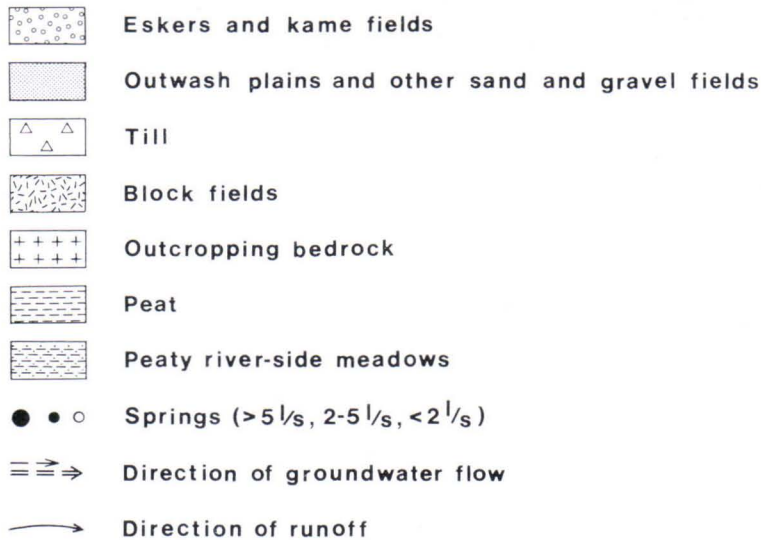 Eskers and kame fields
Outwash plains and other sand and gravel fields
Till
Block fields
Outcropping bedrock
Peat
Peaty river-side meadows
Springs (>5 l/s, 2-5 l/s, <2 l/s)
Direction of groundwater flow
Direction of runoff